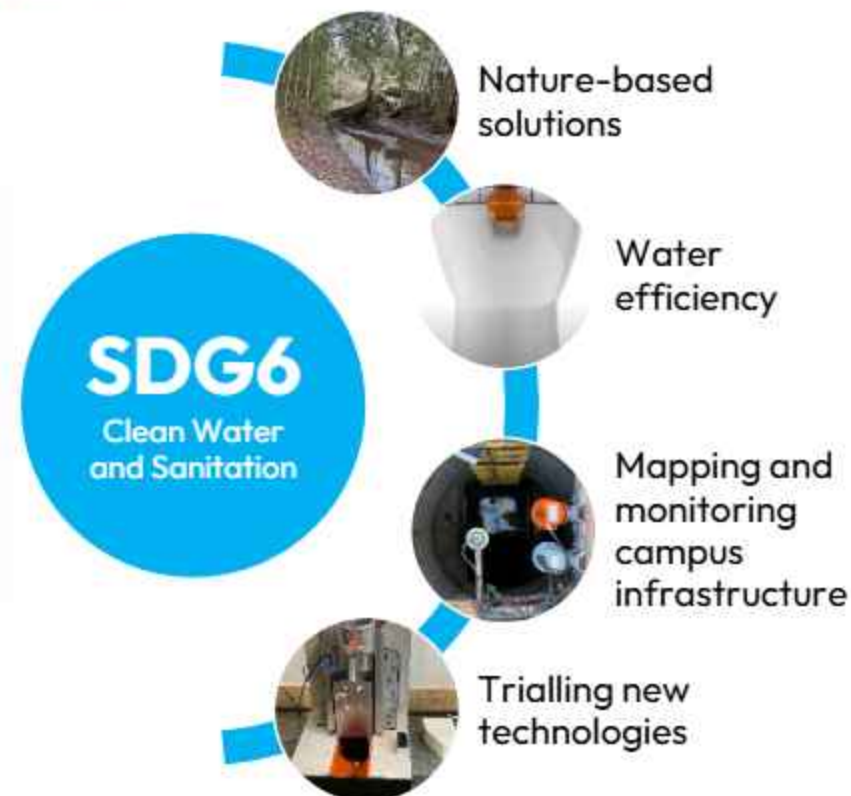 Nature-based
solutions
Water
efficiency
SDG6
Clean Water
and Sanitation
Mapping and
monitoring
campus
infrastructure
Trialling new
technologies